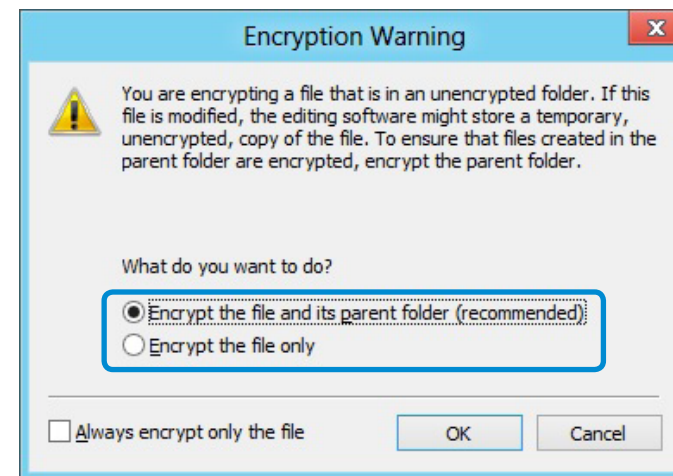 Encryption Warning
You are encrypting a file that is in an unencrypted folder. If this
file is modified, the editing software might store a temporary,
unencrypted, copy of the file. To ensure that files created in the
parent folder are encrypted, encrypt the parent folder.
What do you want to do?
Encrypt the file and its parent folder (recommended)
Encrypt the file only
Always encrypt only the file
OK
Cancel